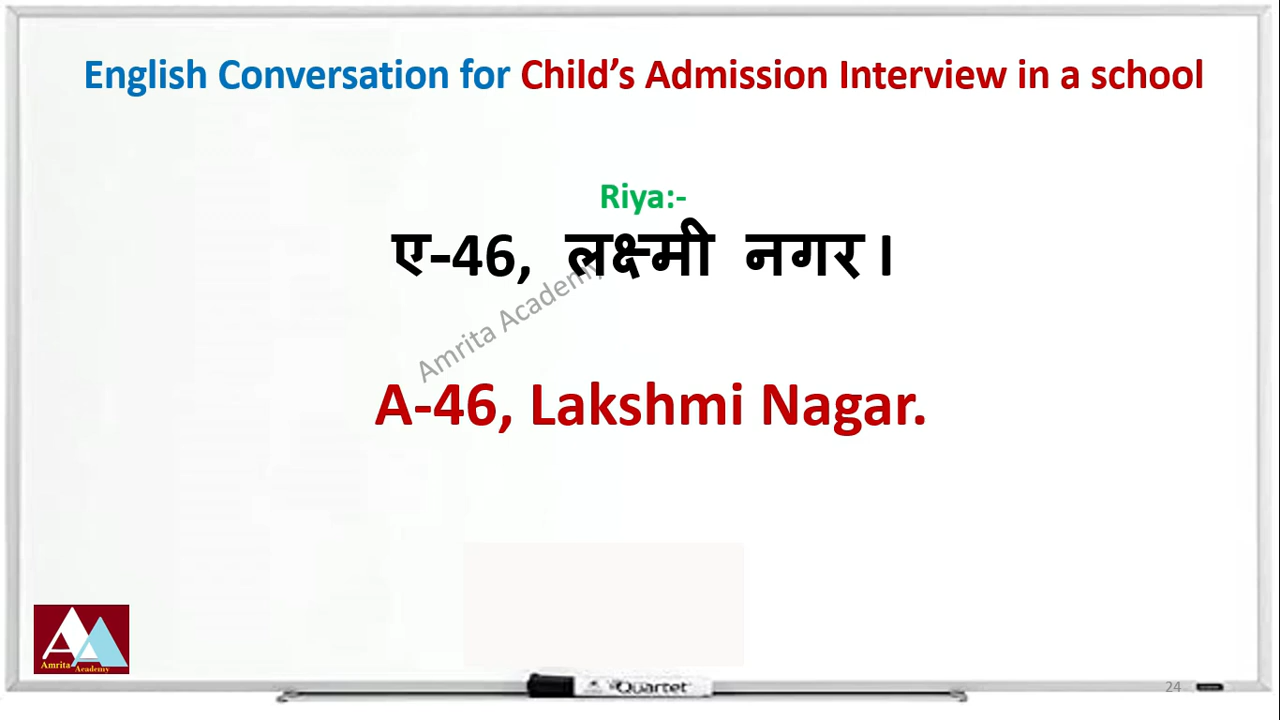 English Conversation for Child’s Admission Interview in a school
Riya:-
ए-46, लक्ष्मी नगर।
Amrita Academy
A-46, Lakshmi Nagar.
AA
Amrita Academy
Quartet
24